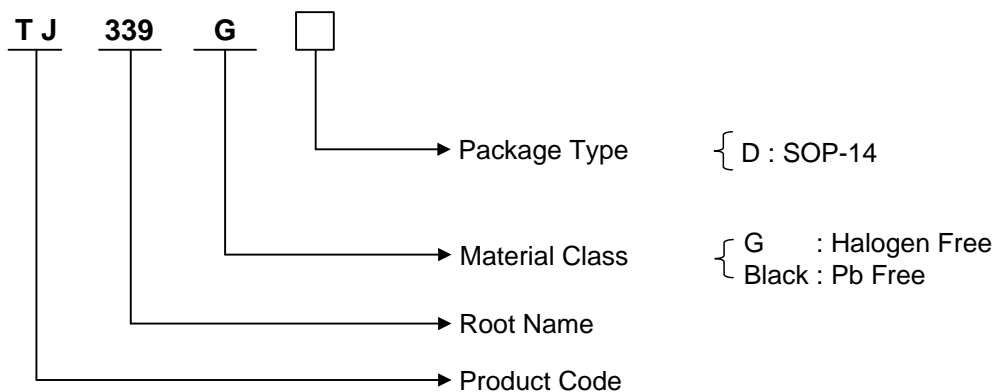 T J 339 G
Package Type { D : SOP-14
Material Class { G : Halogen Free
Black : Pb Free
Root Name
Product Code